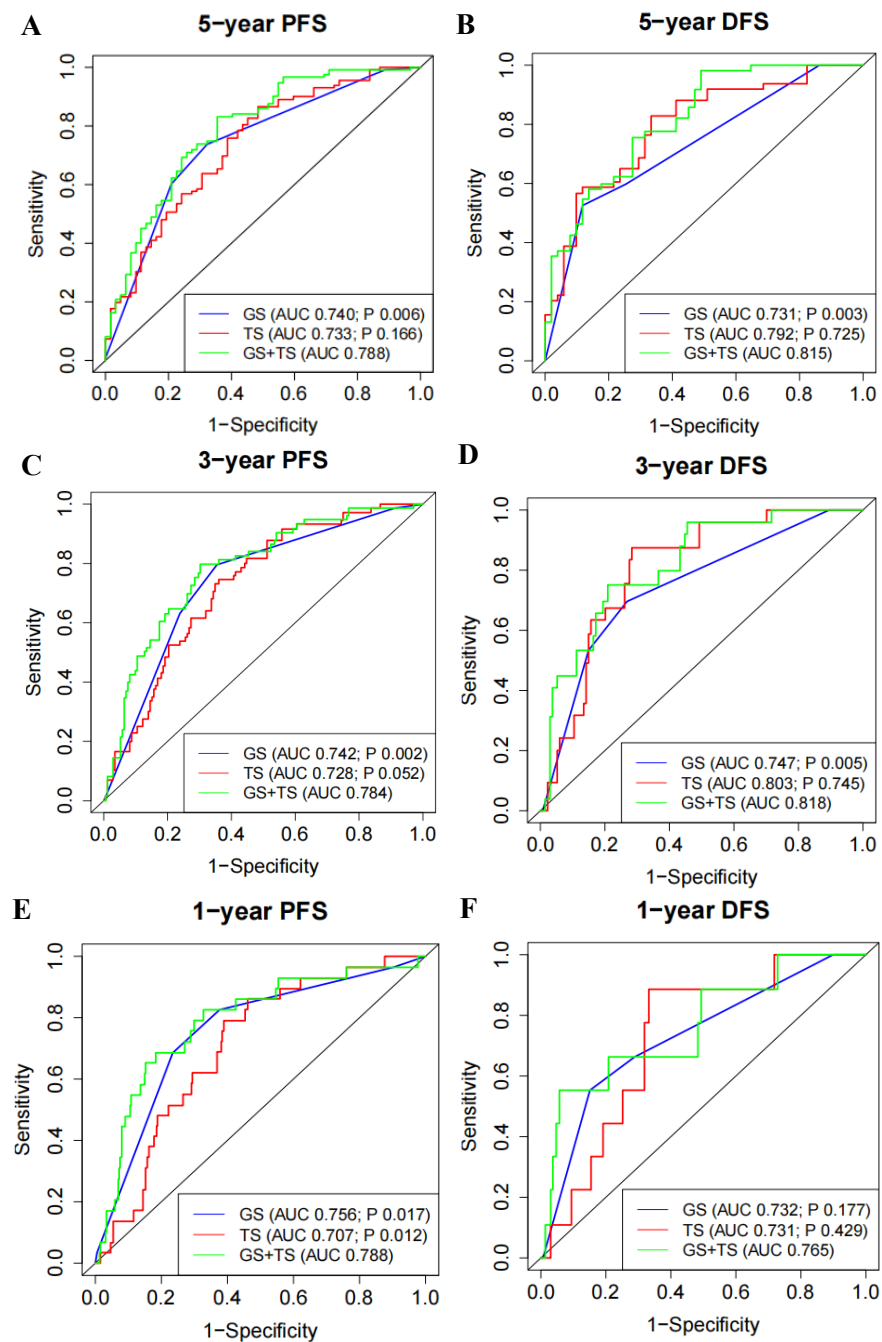 A
5−year PFS
Sensitivity
0.0 0.2 0.4 0.6 0.8 1.0
GS (AUC 0.740; P 0.006)
TS (AUC 0.733; P 0.166)
GS+TS (AUC 0.788)
0.0 0.2 0.4 0.6 0.8 1.0
1−Specificity
B
5−year DFS
Sensitivity
0.0 0.2 0.4 0.6 0.8 1.0
GS (AUC 0.731; P 0.003)
TS (AUC 0.792; P 0.725)
GS+TS (AUC 0.815)
0.0 0.2 0.4 0.6 0.8 1.0
1−Specificity
C
3−year PFS
Sensitivity
0.0 0.2 0.4 0.6 0.8 1.0
GS (AUC 0.742; P 0.002)
TS (AUC 0.728; P 0.052)
GS+TS (AUC 0.784)
0.0 0.2 0.4 0.6 0.8 1.0
1−Specificity
D
3−year DFS
Sensitivity
0.0 0.2 0.4 0.6 0.8 1.0
GS (AUC 0.747; P 0.005)
TS (AUC 0.803; P 0.745)
GS+TS (AUC 0.818)
0.0 0.2 0.4 0.6 0.8 1.0
1−Specificity
E
1−year PFS
Sensitivity
0.0 0.2 0.4 0.6 0.8 1.0
GS (AUC 0.756; P 0.017)
TS (AUC 0.707; P 0.012)
GS+TS (AUC 0.788)
0.0 0.2 0.4 0.6 0.8 1.0
1−Specificity
F
1−year DFS
Sensitivity
0.0 0.2 0.4 0.6 0.8 1.0
GS (AUC 0.732; P 0.177)
TS (AUC 0.731; P 0.429)
GS+TS (AUC 0.765)
0.0 0.2 0.4 0.6 0.8 1.0
1−Specificity